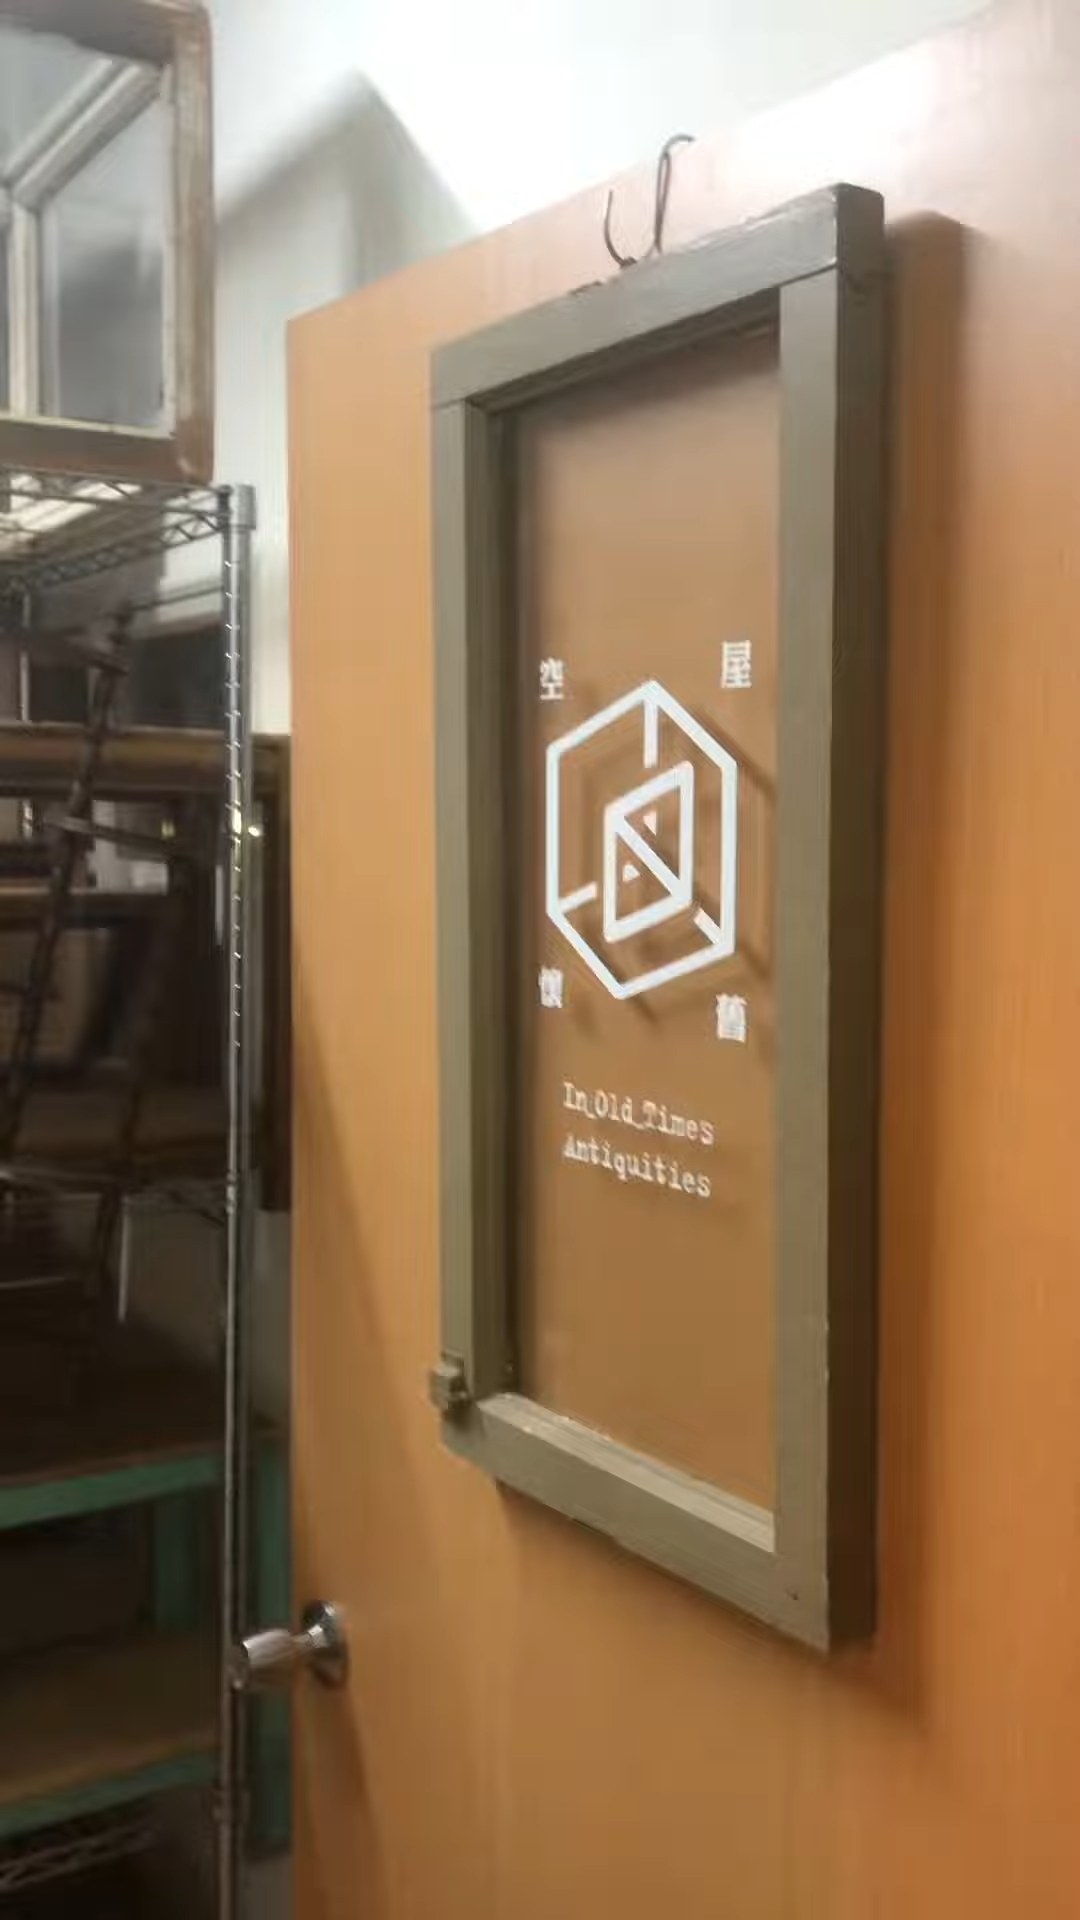 空 屋
懷 舊
In_Old_Times
Antiquities